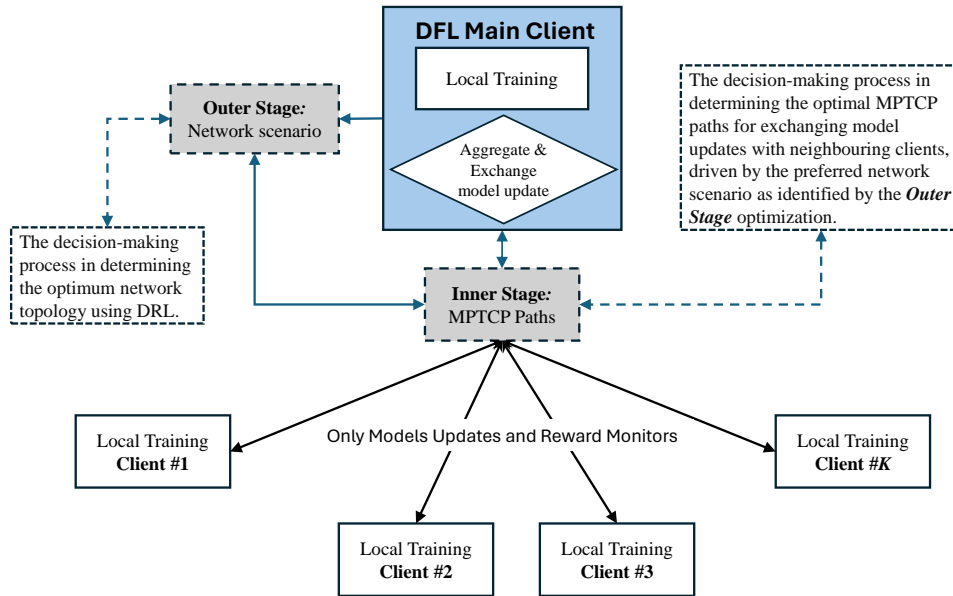 DFL Main Client
Local Training
Aggregate &
Exchange
model update
Outer Stage:
Network scenario
The decision-making process in
determining the optimal MPTCP
paths for exchanging model
updates with neighbouring clients,
driven by the preferred network
scenario as identified by the Outer
Stage optimization.
The decision-making
process in determining
the optimum network
topology using DRL.
Inner Stage:
MPTCP Paths
Only Models Updates and Reward Monitors
Local Training
Client #1
Local Training
Client #2
Local Training
Client #3
Local Training
Client #K